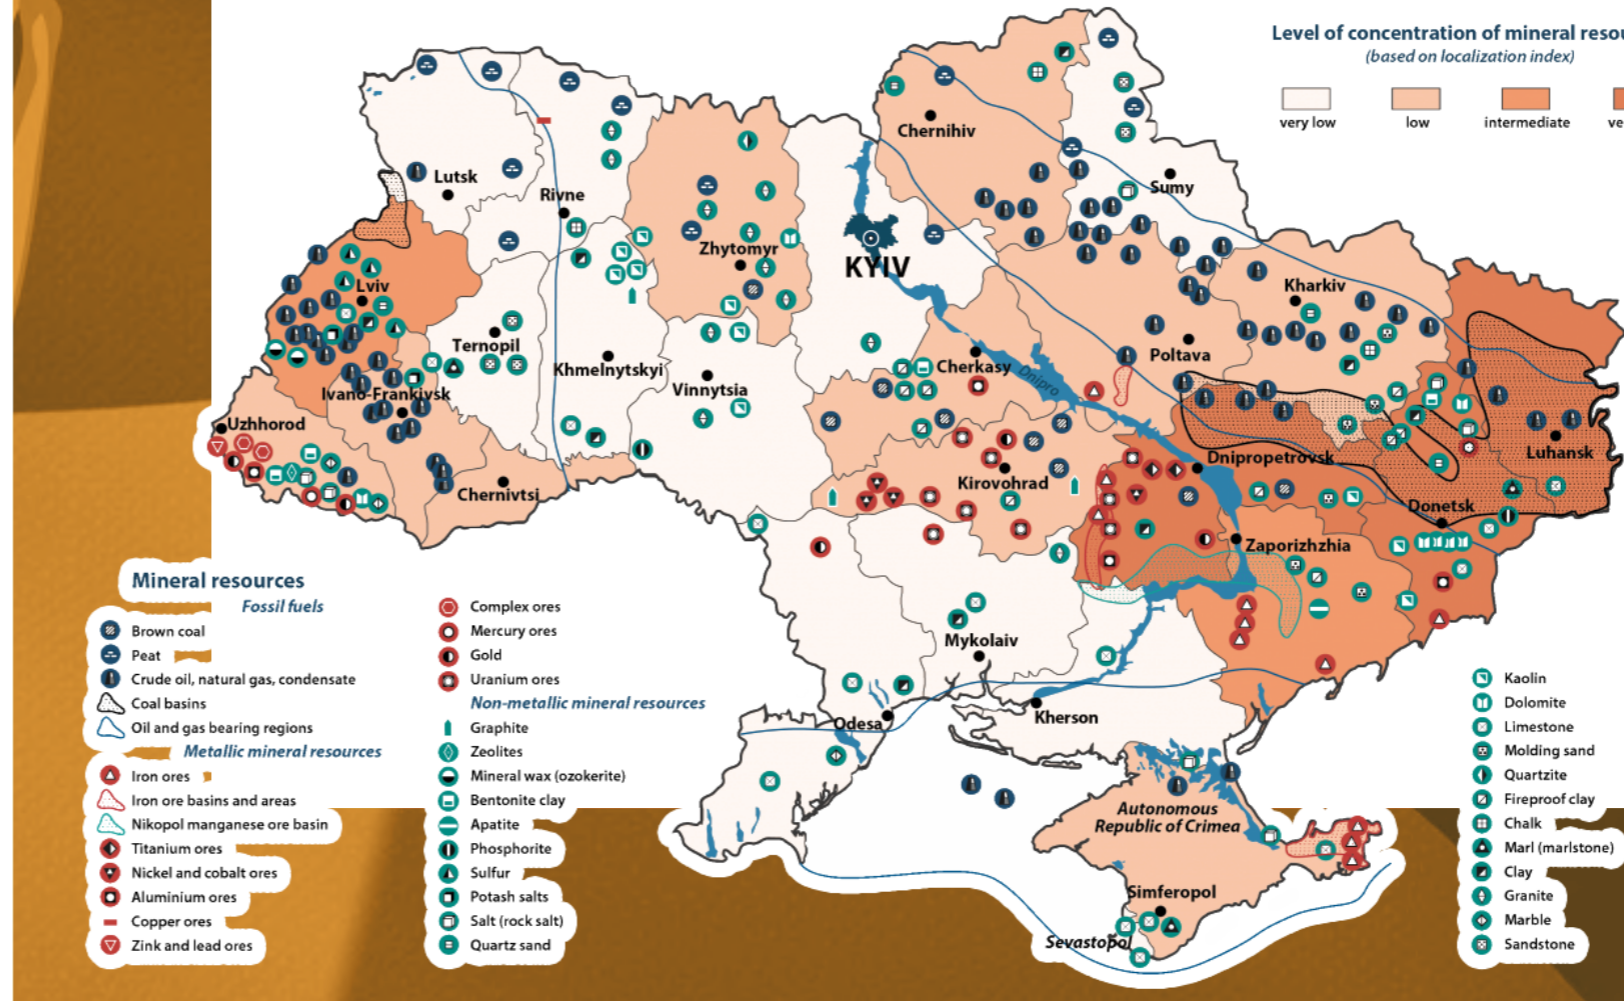 Level of concentration of mineral resou
(based on localization index)
very low
low
intermediate
ve
Chernihiv
Sumy
Lutsk
Rivne
Zhytomyr
KYIV
Lviv
Kharkiv
Ternopil
Khmelnytskyi
Poltava
Cherkasy
Dnipro
Vinnytsia
Ivano-Frankivsk
Uzhhorod
Luhansk
Dnipropetrovsk
Kirovohrad
Chernivtsi
Donetsk
Zaporizhzhia
Mykolaiv
Odesa
Kherson
Autonomous
Republic of Crimea
Simferopol
Sevastopol
Mineral resources
Fossil fuels
Brown coal
Peat
Crude oil, natural gas, condensate
Coal basins
Oil and gas bearing regions
Metallic mineral resources
Iron ores
Iron ore basins and areas
Nikopol manganese ore basin
Titanium ores
Nickel and cobalt ores
Aluminium ores
Copper ores
Zink and lead ores
Complex ores
Mercury ores
Gold
Uranium ores
Non-metallic mineral resources
Graphite
Zeolites
Mineral wax (ozokerite)
Bentonite clay
Apatite
Phosphorite
Sulfur
Potash salts
Salt (rock salt)
Quartz sand
Kaolin
Dolomite
Limestone
Molding sand
Quartzite
Fireproof clay
Chalk
Marl (marlstone)
Clay
Granite
Marble
Sandstone